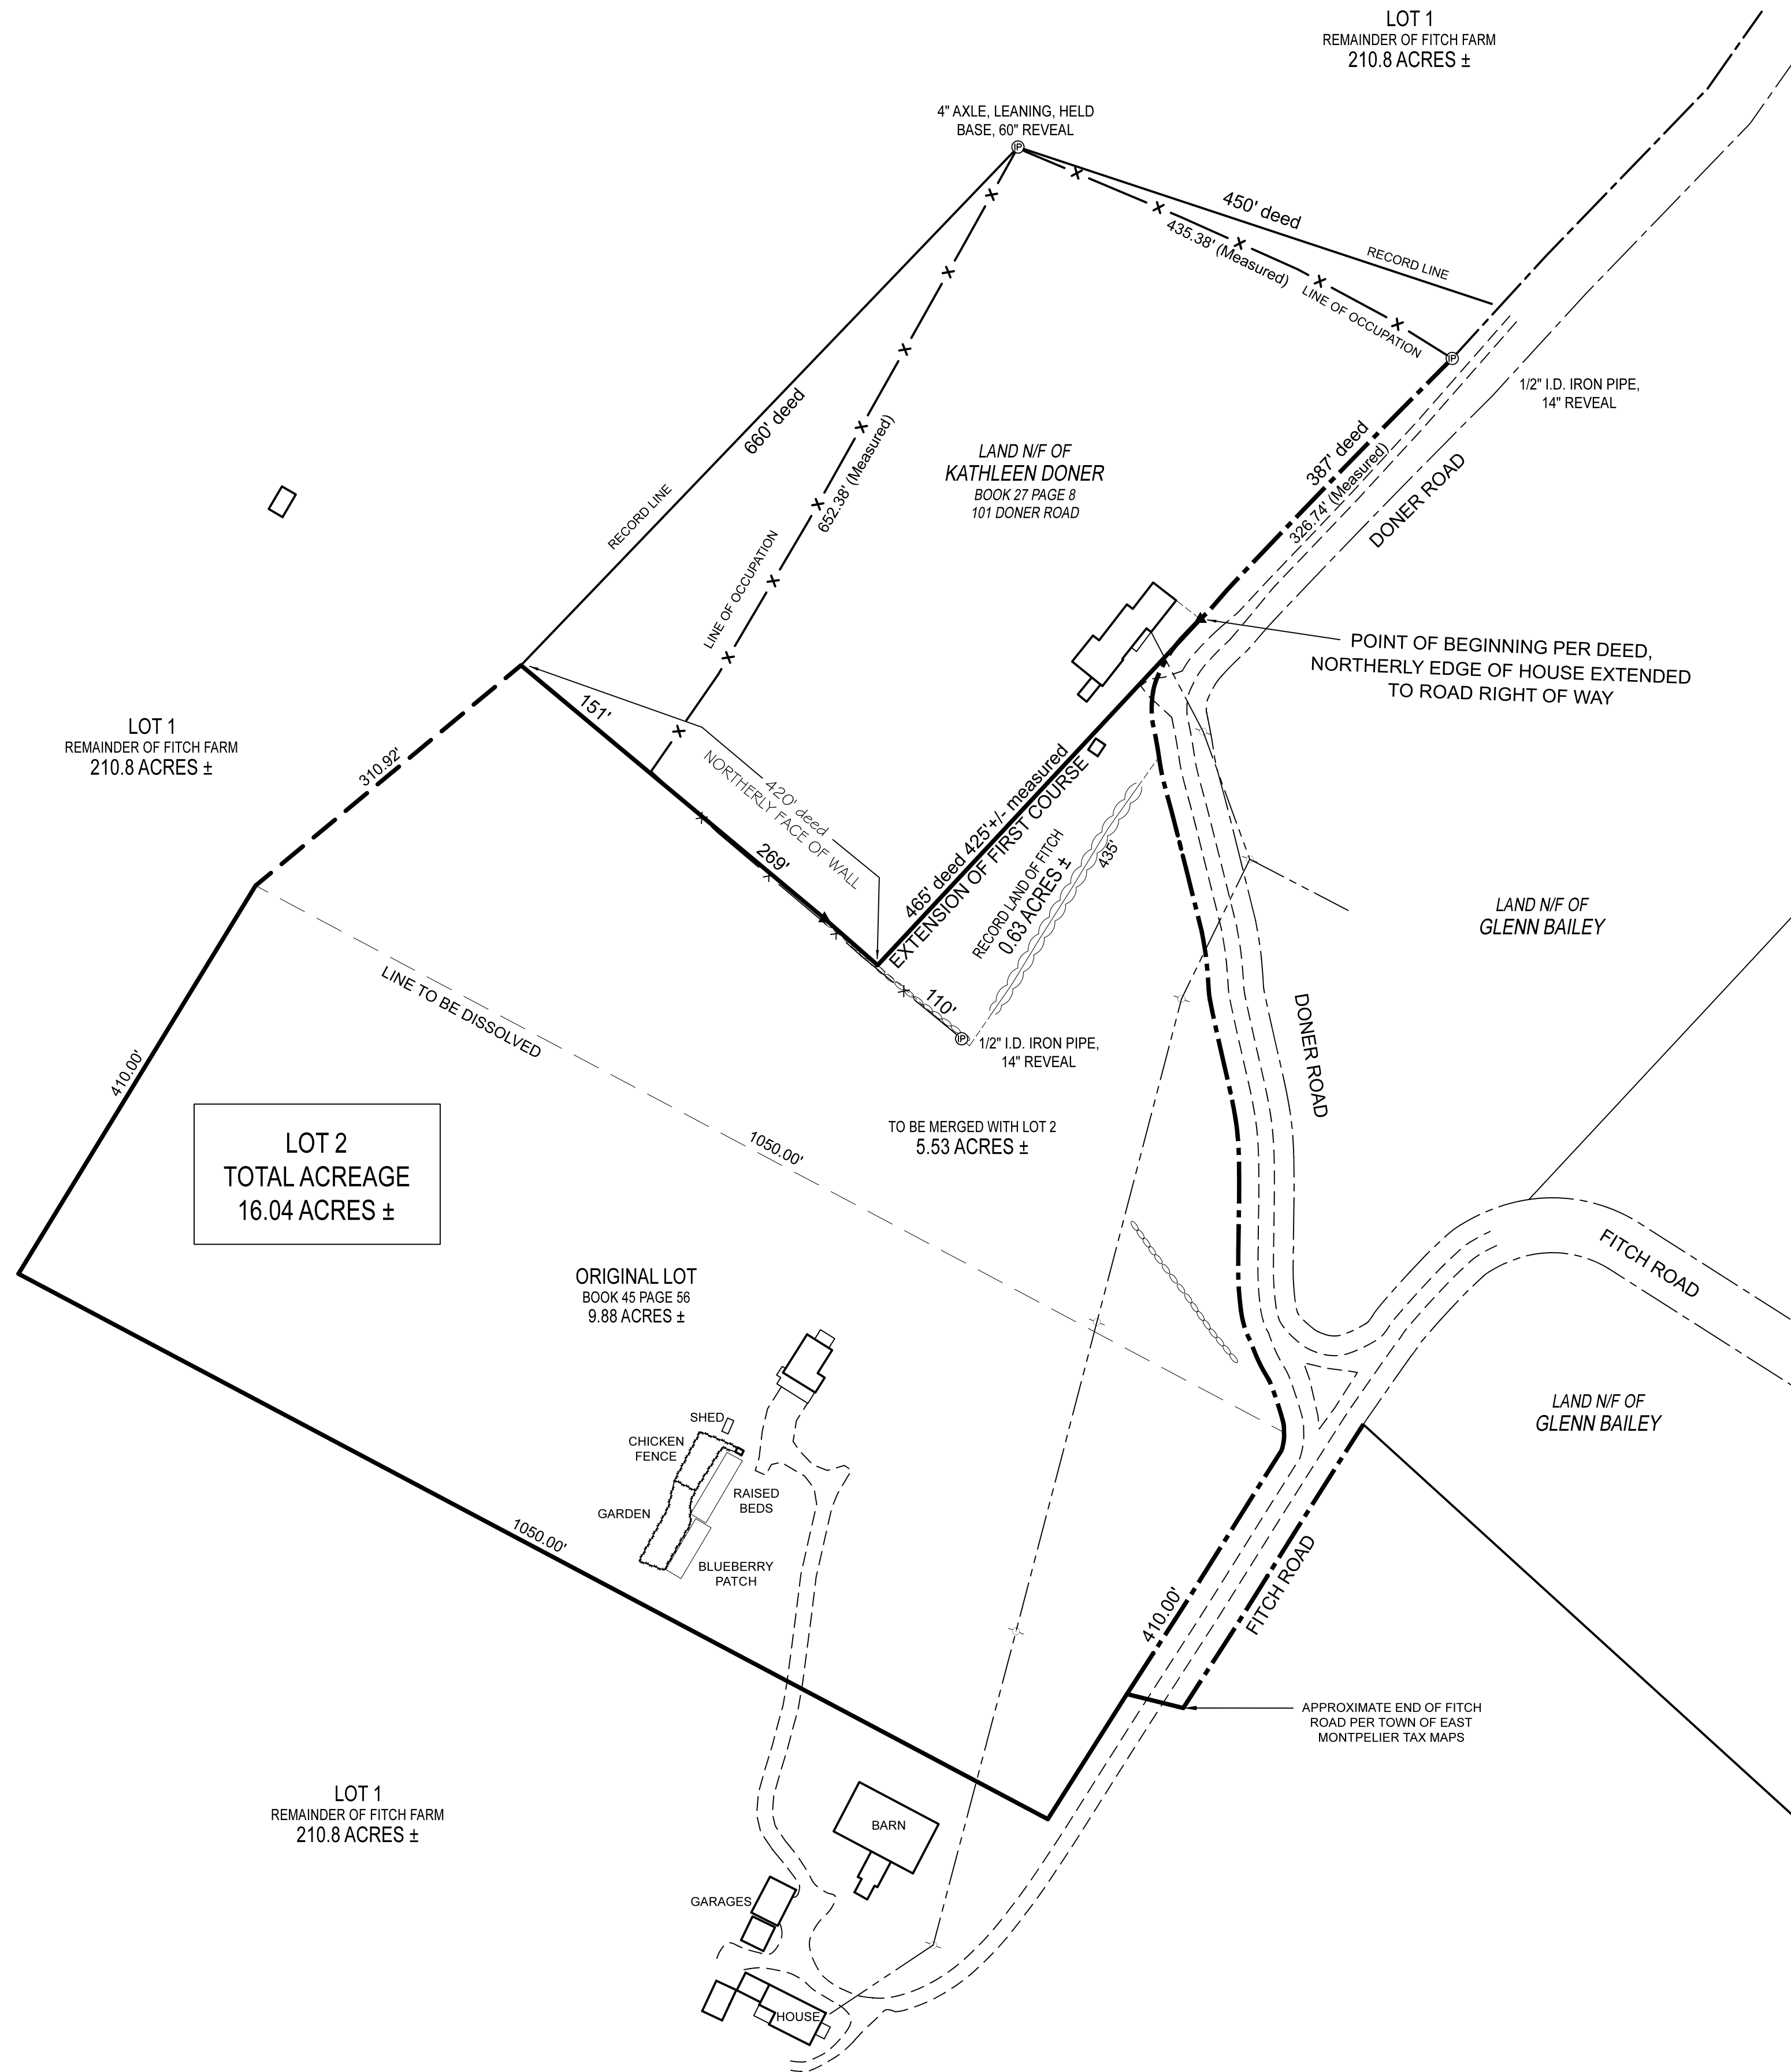 LOT 1
REMAINDER OF FITCH FARM
210.8 ACRES ±
4" AXLE, LEANING, HELD
BASE, 60" REVEAL
450' deed
RECORD LINE
435.38' (Measured)
LINE OF OCCUPATION
1/2" I.D. IRON PIPE,
14" REVEAL
660' deed
RECORD LINE
652.38' (Measured)
LINE OF OCCUPATION
LAND N/F OF
KATHLEEN DONER
BOOK 27 PAGE 8
101 DONER ROAD
387' deed
326.74' (Measured)
DONER ROAD
POINT OF BEGINNING PER DEED,
NORTHERLY EDGE OF HOUSE EXTENDED
TO ROAD RIGHT OF WAY
LOT 1
REMAINDER OF FITCH FARM
210.8 ACRES ±
310.92'
151'
420' deed
NORTHERLY FACE OF WALL
269'
465' deed 425'+/- measured
EXTENSION OF FIRST COURSE
RECORD LAND OF FITCH
0.63 ACRES ±
435'
110'
1/2" I.D. IRON PIPE,
14" REVEAL
LAND N/F OF
GLENN BAILEY
DONER ROAD
LINE TO BE DISSOLVED
410.00'
1050.00'
TO BE MERGED WITH LOT 2
5.53 ACRES ±
LOT 2
TOTAL ACREAGE
16.04 ACRES ±
FITCH ROAD
ORIGINAL LOT
BOOK 45 PAGE 56
9.88 ACRES ±
LAND N/F OF
GLENN BAILEY
SHED
CHICKEN
FENCE
RAISED
BEDS
GARDEN
BLUEBERRY
PATCH
1050.00'
410.00'
FITCH ROAD
APPROXIMATE END OF FITCH
ROAD PER TOWN OF EAST
MONTPELIER TAX MAPS
LOT 1
REMAINDER OF FITCH FARM
210.8 ACRES ±
BARN
GARAGES
HOUSE
IP
IP
IP